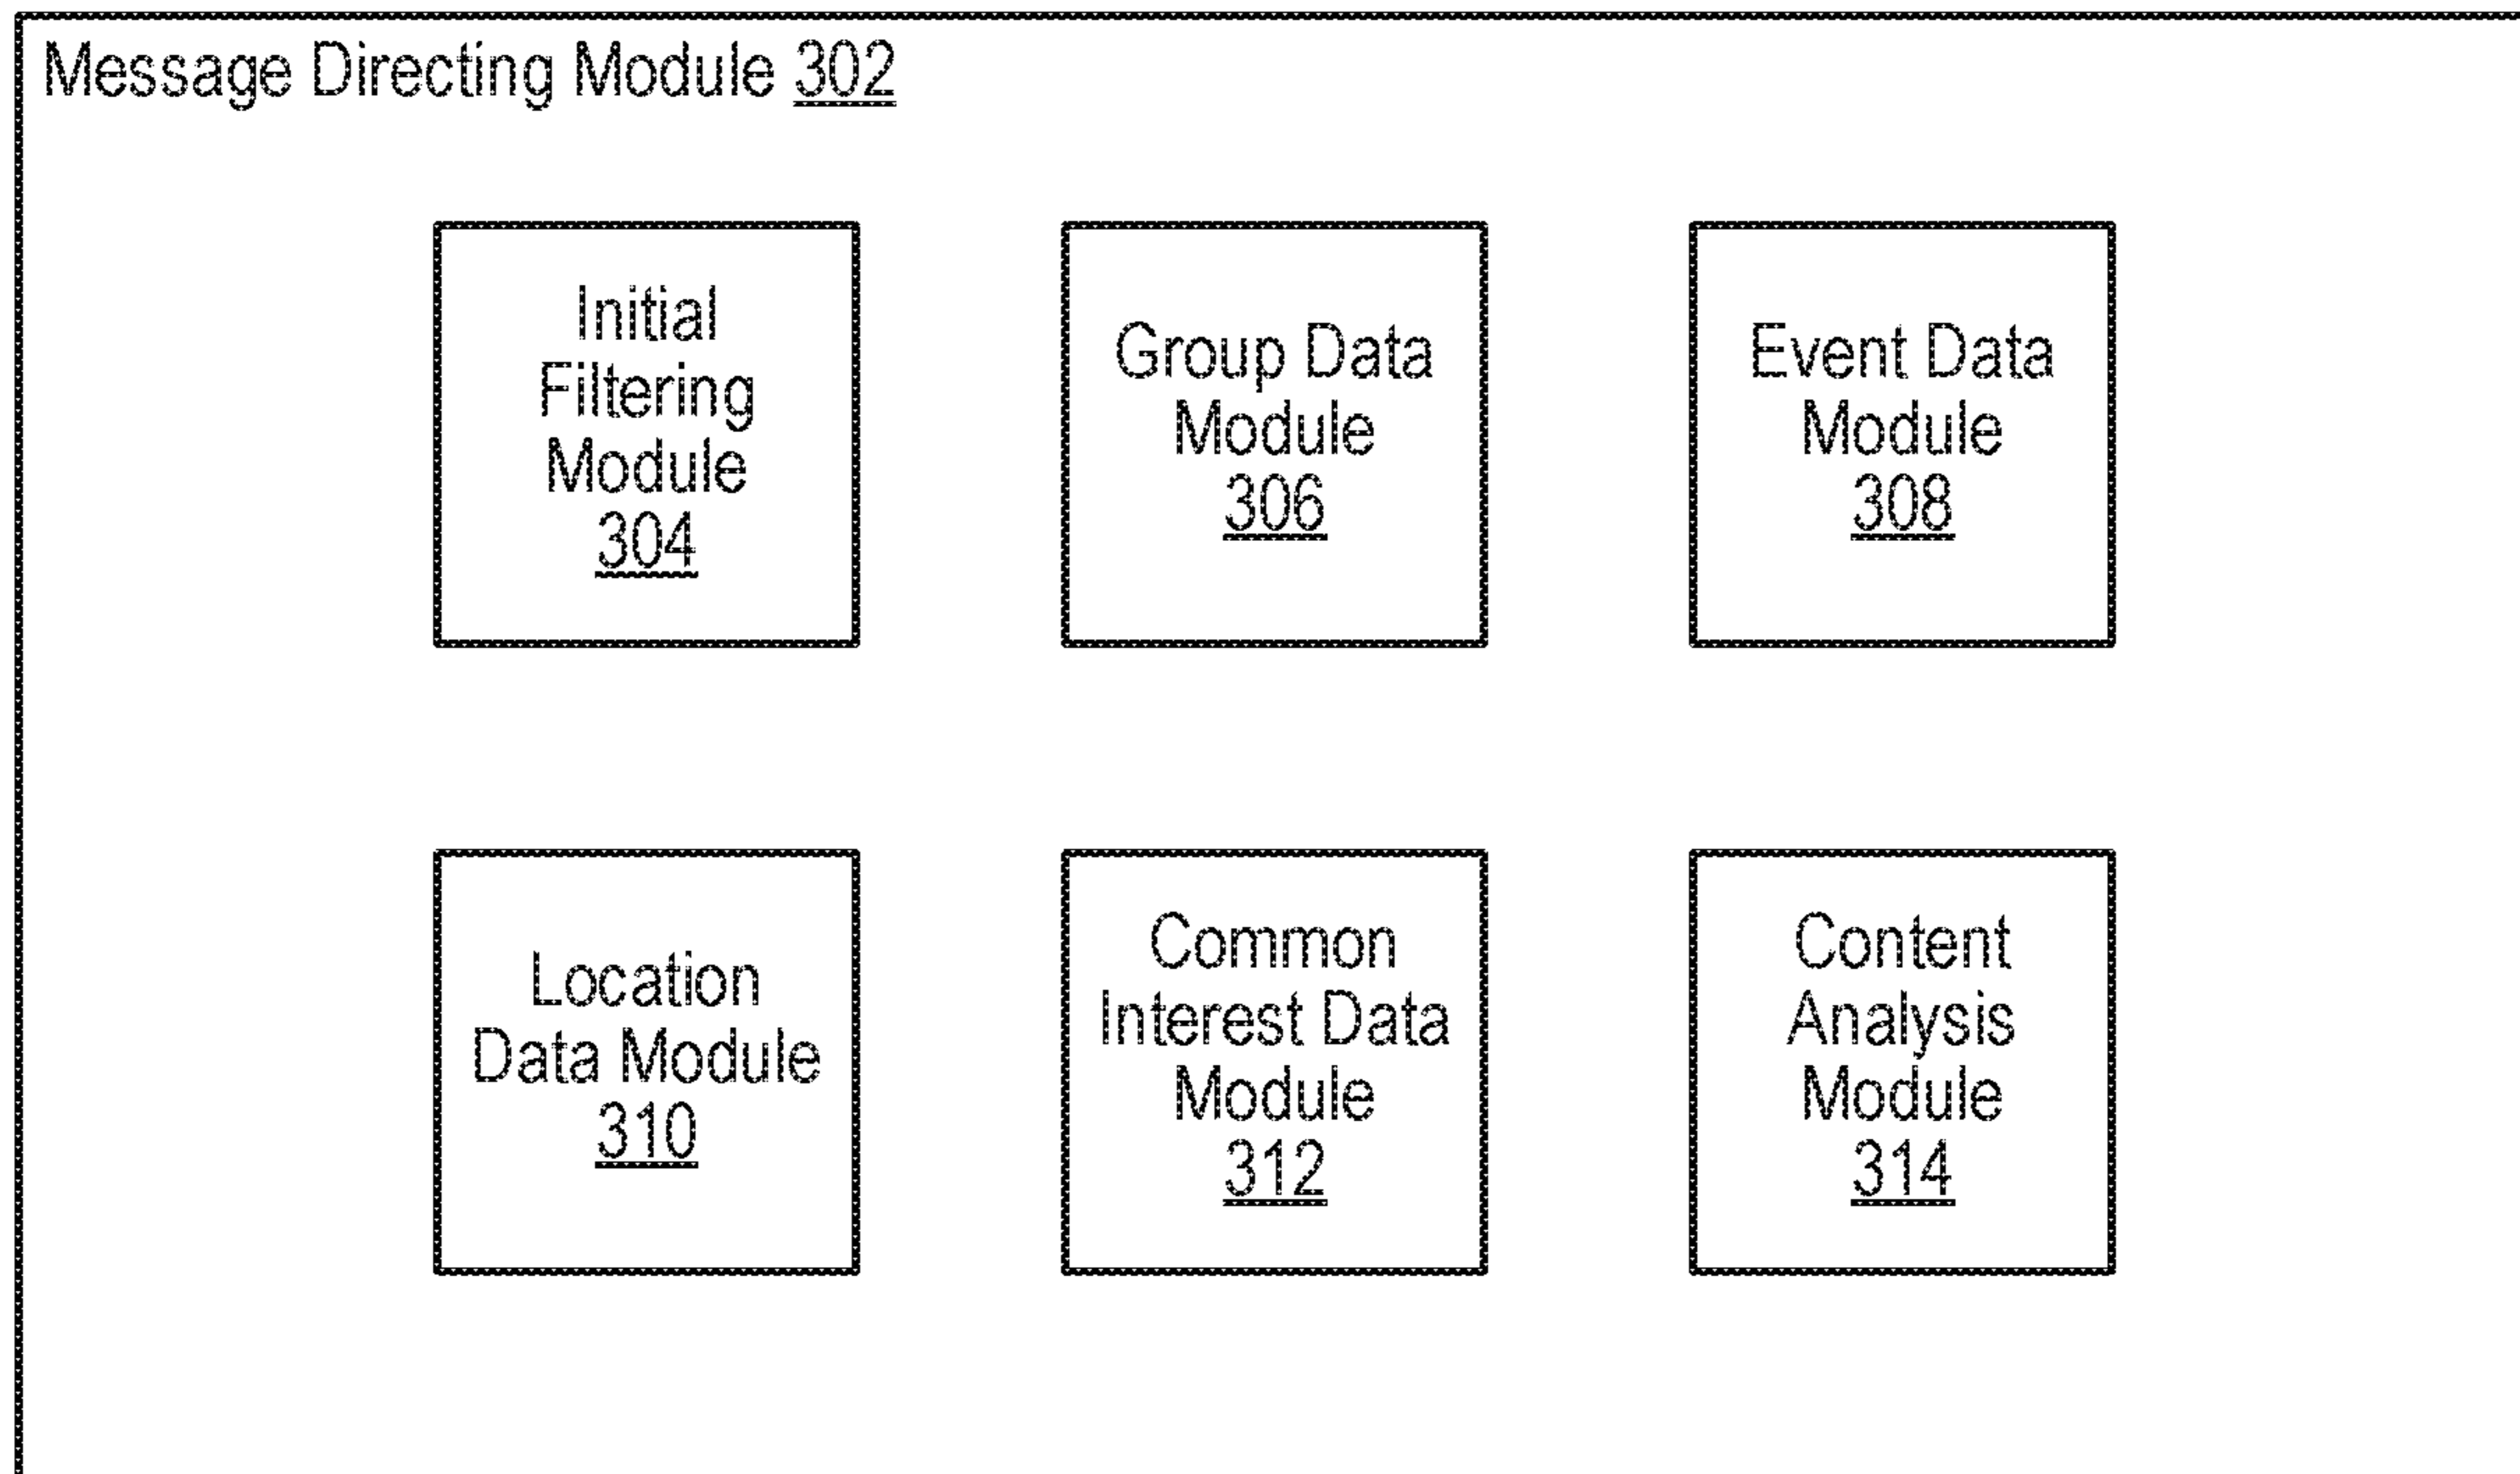 Message Directing Module 302
Initial
Filtering
Module
304
Group Data
Module
306
Event Data
Module
308
Location
Data Module
310
Common
Interest Data
Module
312
Content
Analysis
Module
314